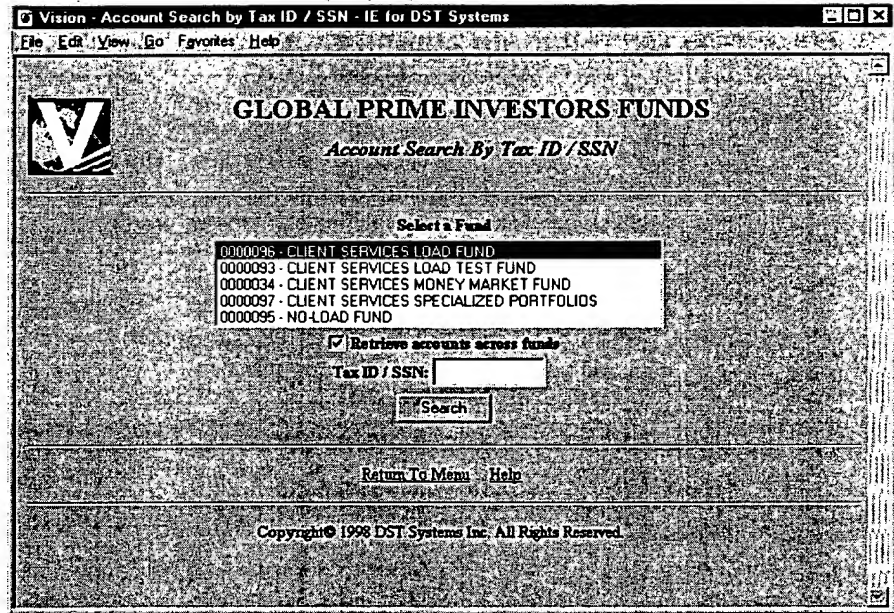 Vision - Account Search by Tax ID / SSN - IE for DST Systems
File Edit View Go Favorites Help
V
GLOBAL PRIME INVESTORS FUNDS
Account Search By Tax ID / SSN
Select a Fund
0000096 - CLIENT SERVICES LOAD FUND
0000093 - CLIENT SERVICES LOAD TEST FUND
0000034 - CLIENT SERVICES MONEY MARKET FUND
0000097 - CLIENT SERVICES SPECIALIZED PORTFOLIOS
0000095 - NO-LOAD FUND
Retrieve accounts across funds
Tax ID / SSN:
Search
Return To Menu Help
Copyright© 1998 DST Systems Inc. All Rights Reserved.